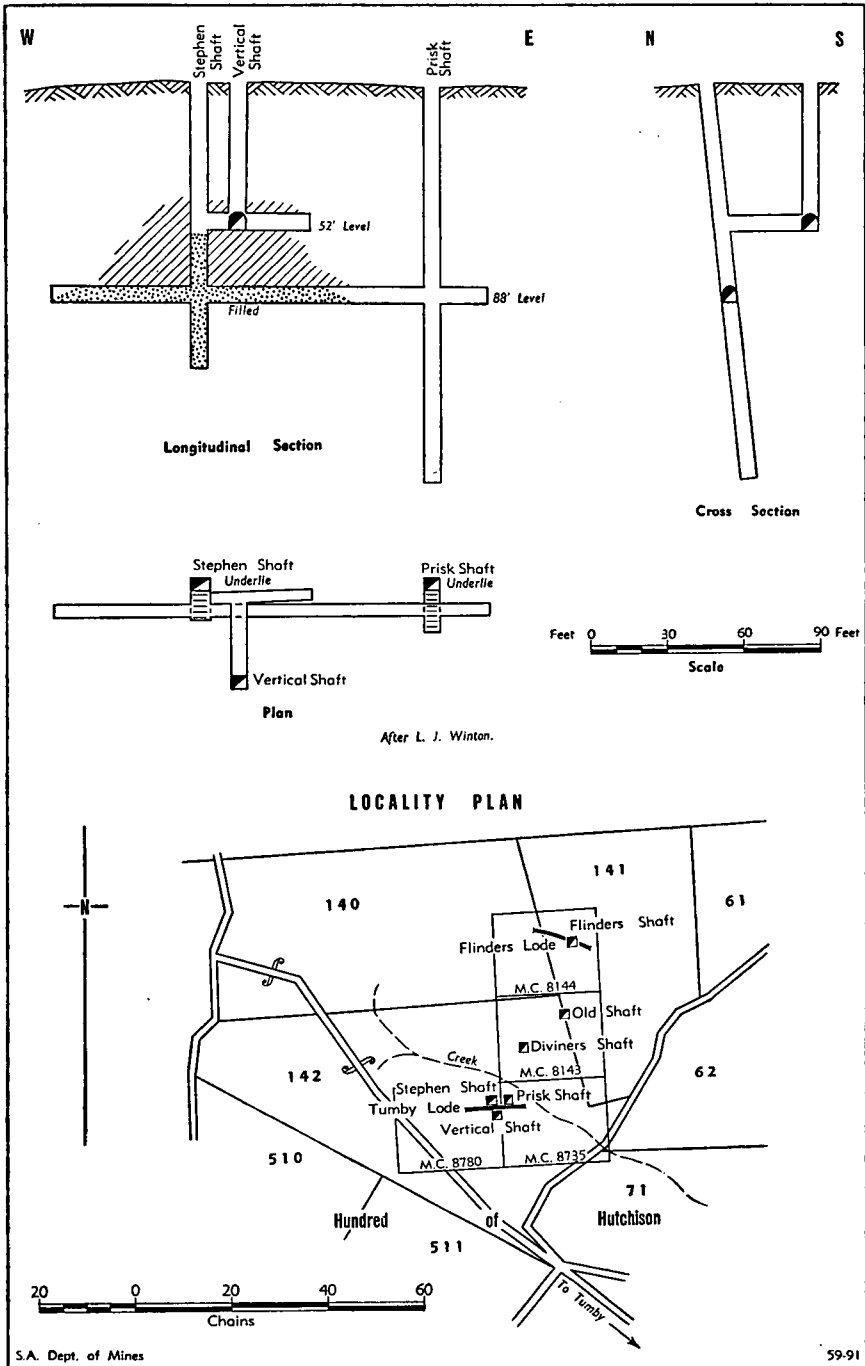 W E N S
Stephen Shaft
Vertical Shaft
Prisk Shaft
52' Level
88' Level
Filled
Longitudinal Section
Cross Section
Stephen Shaft
Underlie
Prisk Shaft
Underlie
Vertical Shaft
Plan
Feet 0 30 60 90 Feet
Scale
After L. J. Winton.
LOCALITY PLAN
N
140
141
61
Flinders Shaft
Flinders Lode
M.C. 8144
Old Shaft
Diviners Shaft
Creek
M.C. 8143
142
62
Stephen Shaft
Prisk Shaft
Tumby Lode
Vertical Shaft
M.C. 8780
M.C. 8735
510
71
Hundred of Hutchison
511
To Tumby
20 0 20 40 60
Chains
S.A. Dept. of Mines
59-91